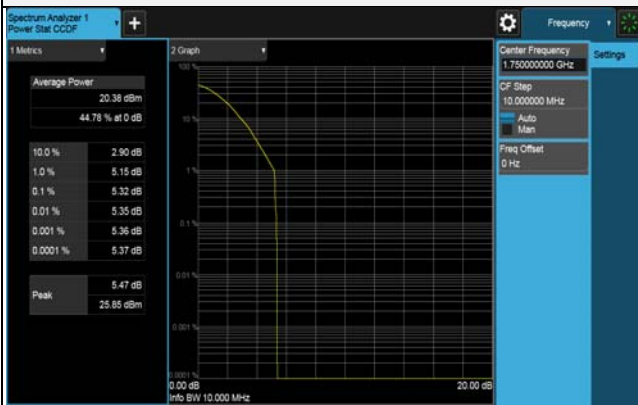 Spectrum Analyzer 1
Power Stat CCDF
+
Frequency
1 Metrics
2 Graph
Center Frequency
1.750000000 GHz
Settings
CF Step
10.000000 MHz
Auto
Man
Freq Offset
0 Hz
Average Power
20.38 dBm
44.78 % at 0 dB
10.0 % 2.90 dB
1.0 % 5.15 dB
0.1 % 5.32 dB
0.01 % 5.35 dB
0.001 % 5.36 dB
0.0001 % 5.37 dB
Peak
5.47 dB
25.85 dBm
100 %
10 %
1 %
0.1 %
0.01 %
0.001 %
0.0001 %
0.00 dB
20.00 dB
Info BW 10.000 MHz